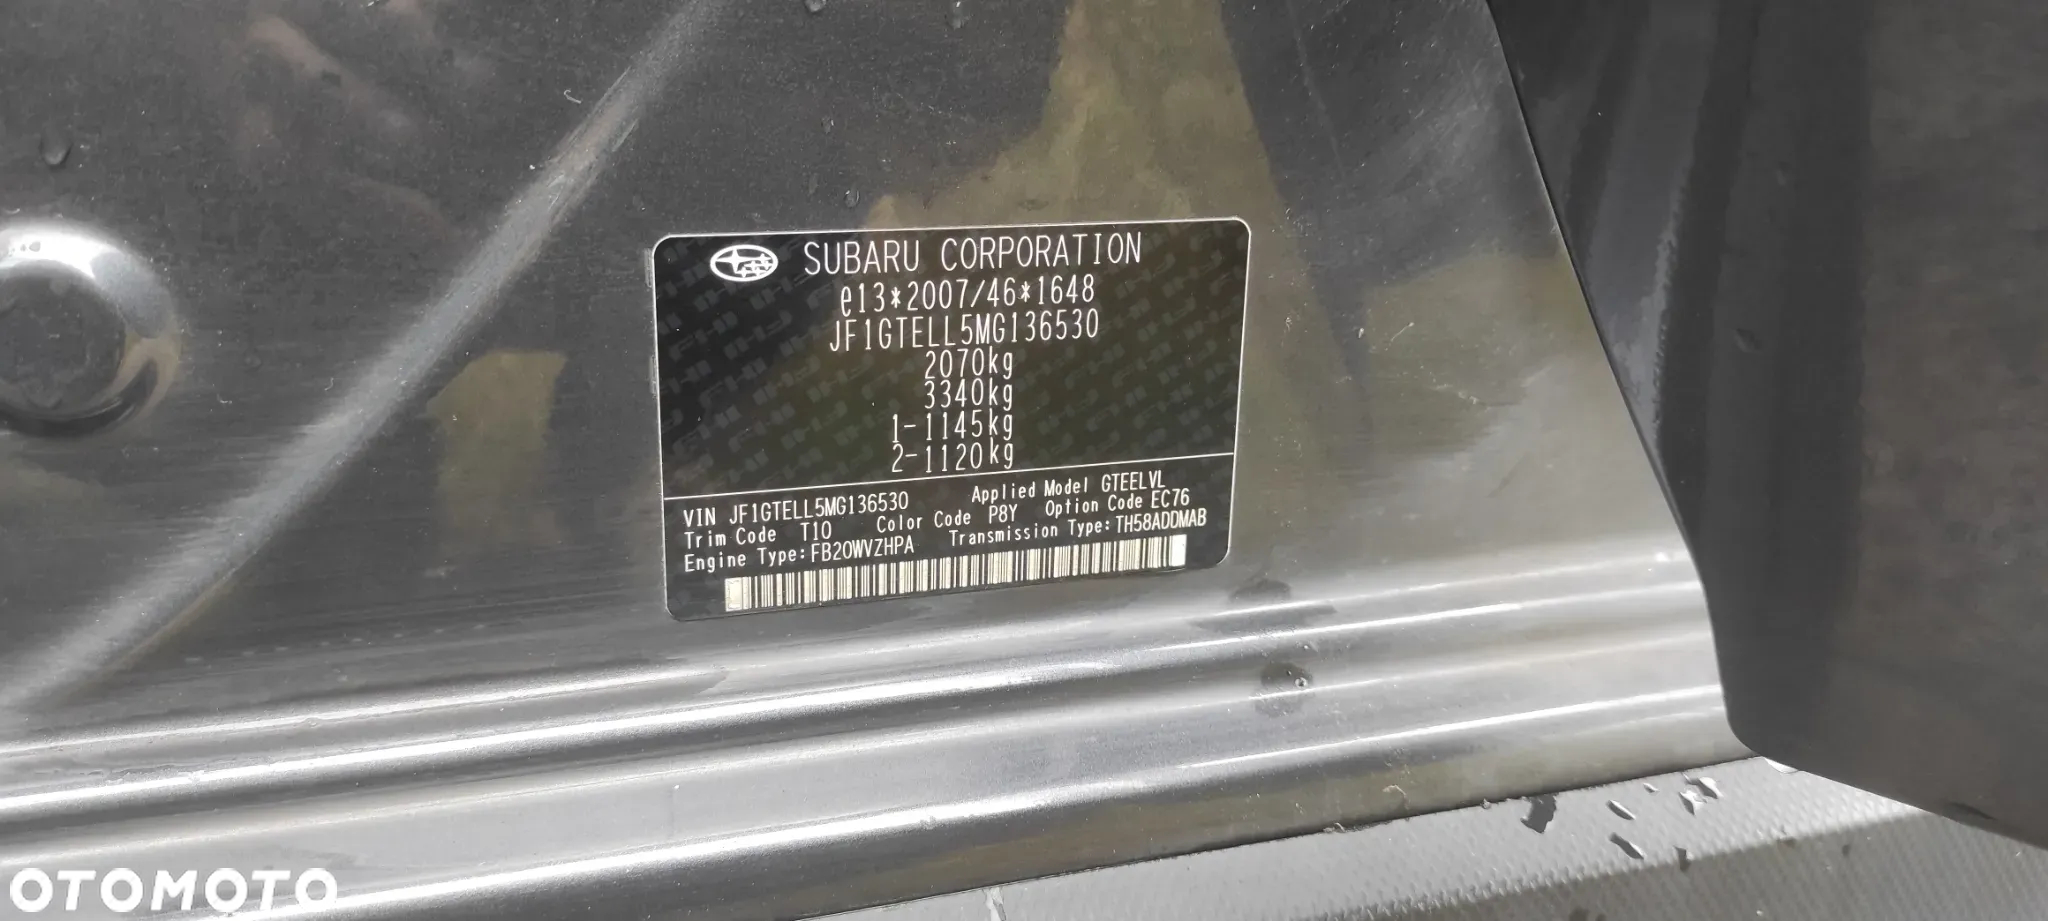 SUBARU CORPORATION
e13*2007/46*1648
JF1GTELL5MG136530
2070kg
3340kg
1-1145kg
2-1120kg
VIN JF1GTELL5MG136530 Applied Model GTEELVL
Trim Code T10 Color Code P8Y Option Code EC76
Engine Type:FB20WVZHPA Transmission Type:TH58ADDMAB
OTOMOTO